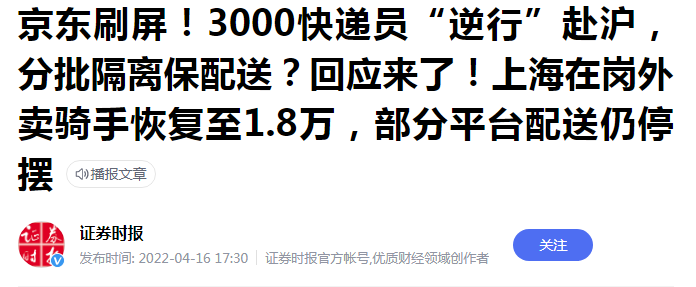 京东刷屏！3000快递员“逆行”赴沪，
分批隔离保配送？回应来了！上海在岗外
卖骑手恢复至1.8万，部分平台配送仍停
摆 播报文章
证券时报
证券时报
发布时间: 2022-04-16 17:30 证券时报官方帐号,优质财经领域创作者
关注